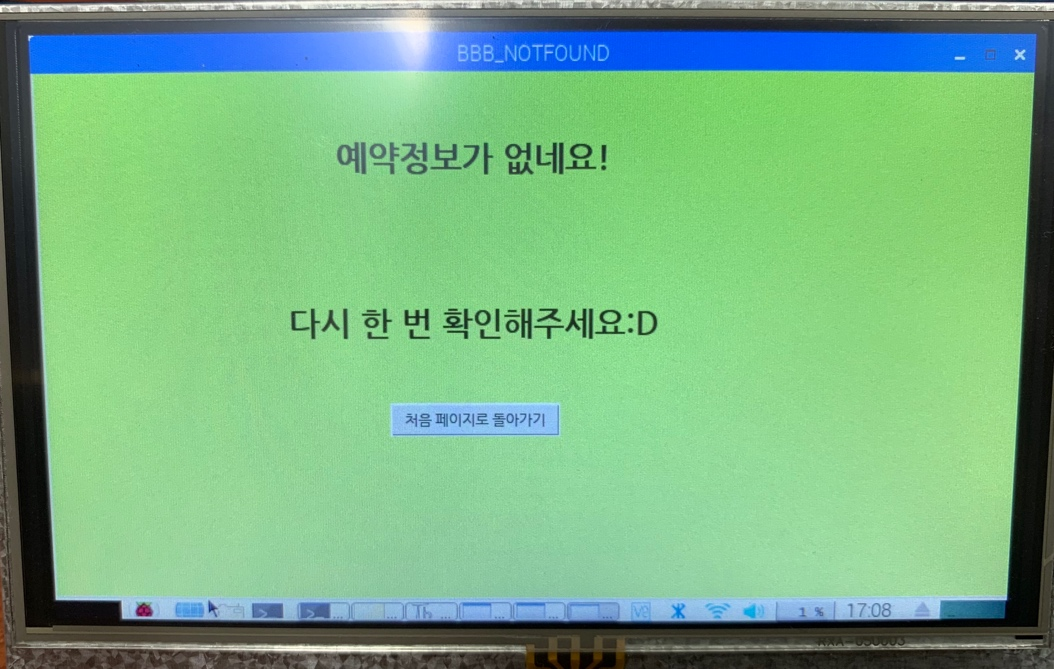 BBB_NOTFOUND
예약정보가 없네요!
다시 한 번 확인해주세요:D
처음 페이지로 돌아가기
Th...
1 %
17:08